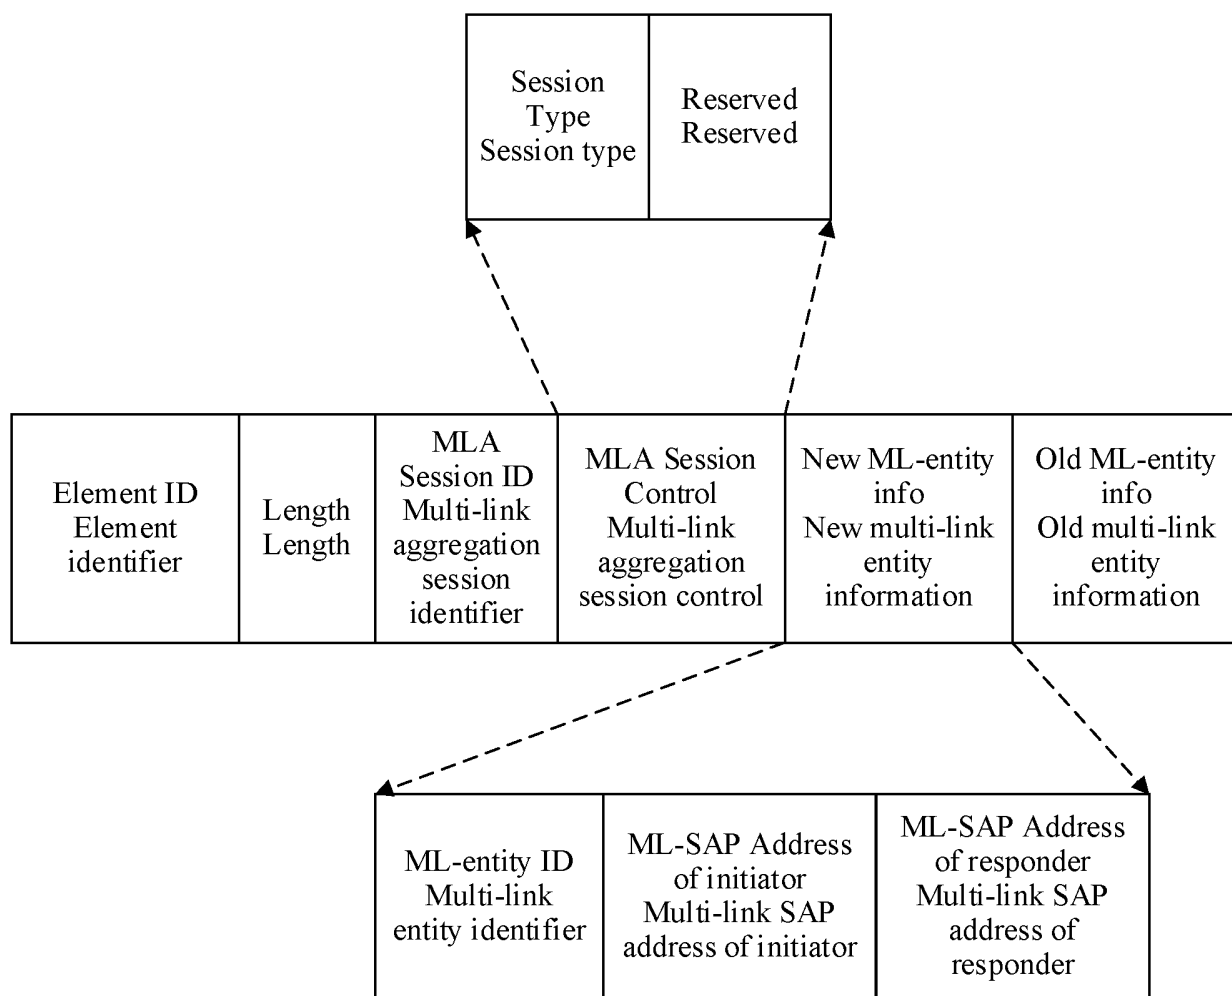 Session
Type
Session type
Reserved
Reserved
Element ID
Element
identifier
Length
Length
MLA
Session ID
Multi-link
aggregation
session
identifier
MLA Session
Control
Multi-link
aggregation
session control
New ML-entity
info
New multi-link
entity
information
Old ML-entity
info
Old multi-link
entity
information
ML-entity ID
Multi-link
entity identifier
ML-SAP Address
of initiator
Multi-link SAP
address of initiator
ML-SAP Address
of responder
Multi-link SAP
address of
responder